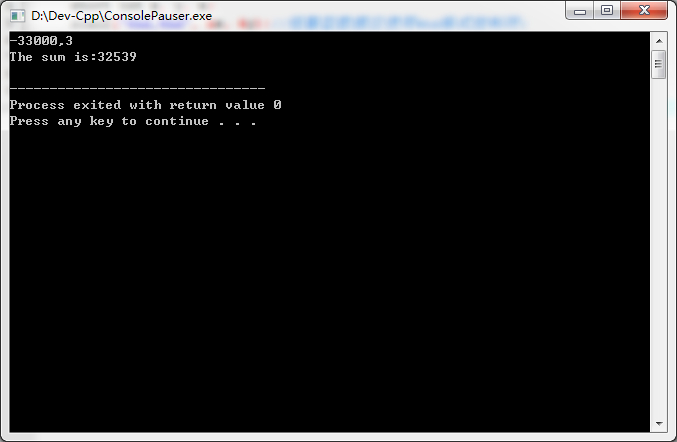 D:\Dev-Cpp\ConsolePauser.exe
-33000,3
The sum is:32539
--------------------------------
Process exited with return value 0
Press any key to continue . . .